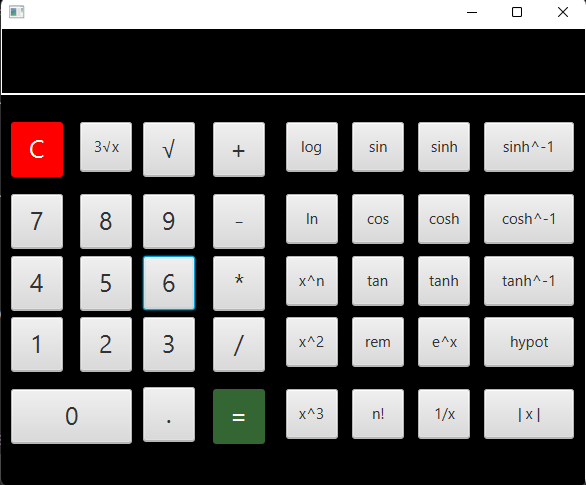 C 3√x √ + log sin sinh sinh^-1
7 8 9 - ln cos cosh cosh^-1
4 5 6 * x^n tan tanh tanh^-1
1 2 3 / x^2 rem e^x hypot
0 . = x^3 n! 1/x |x|